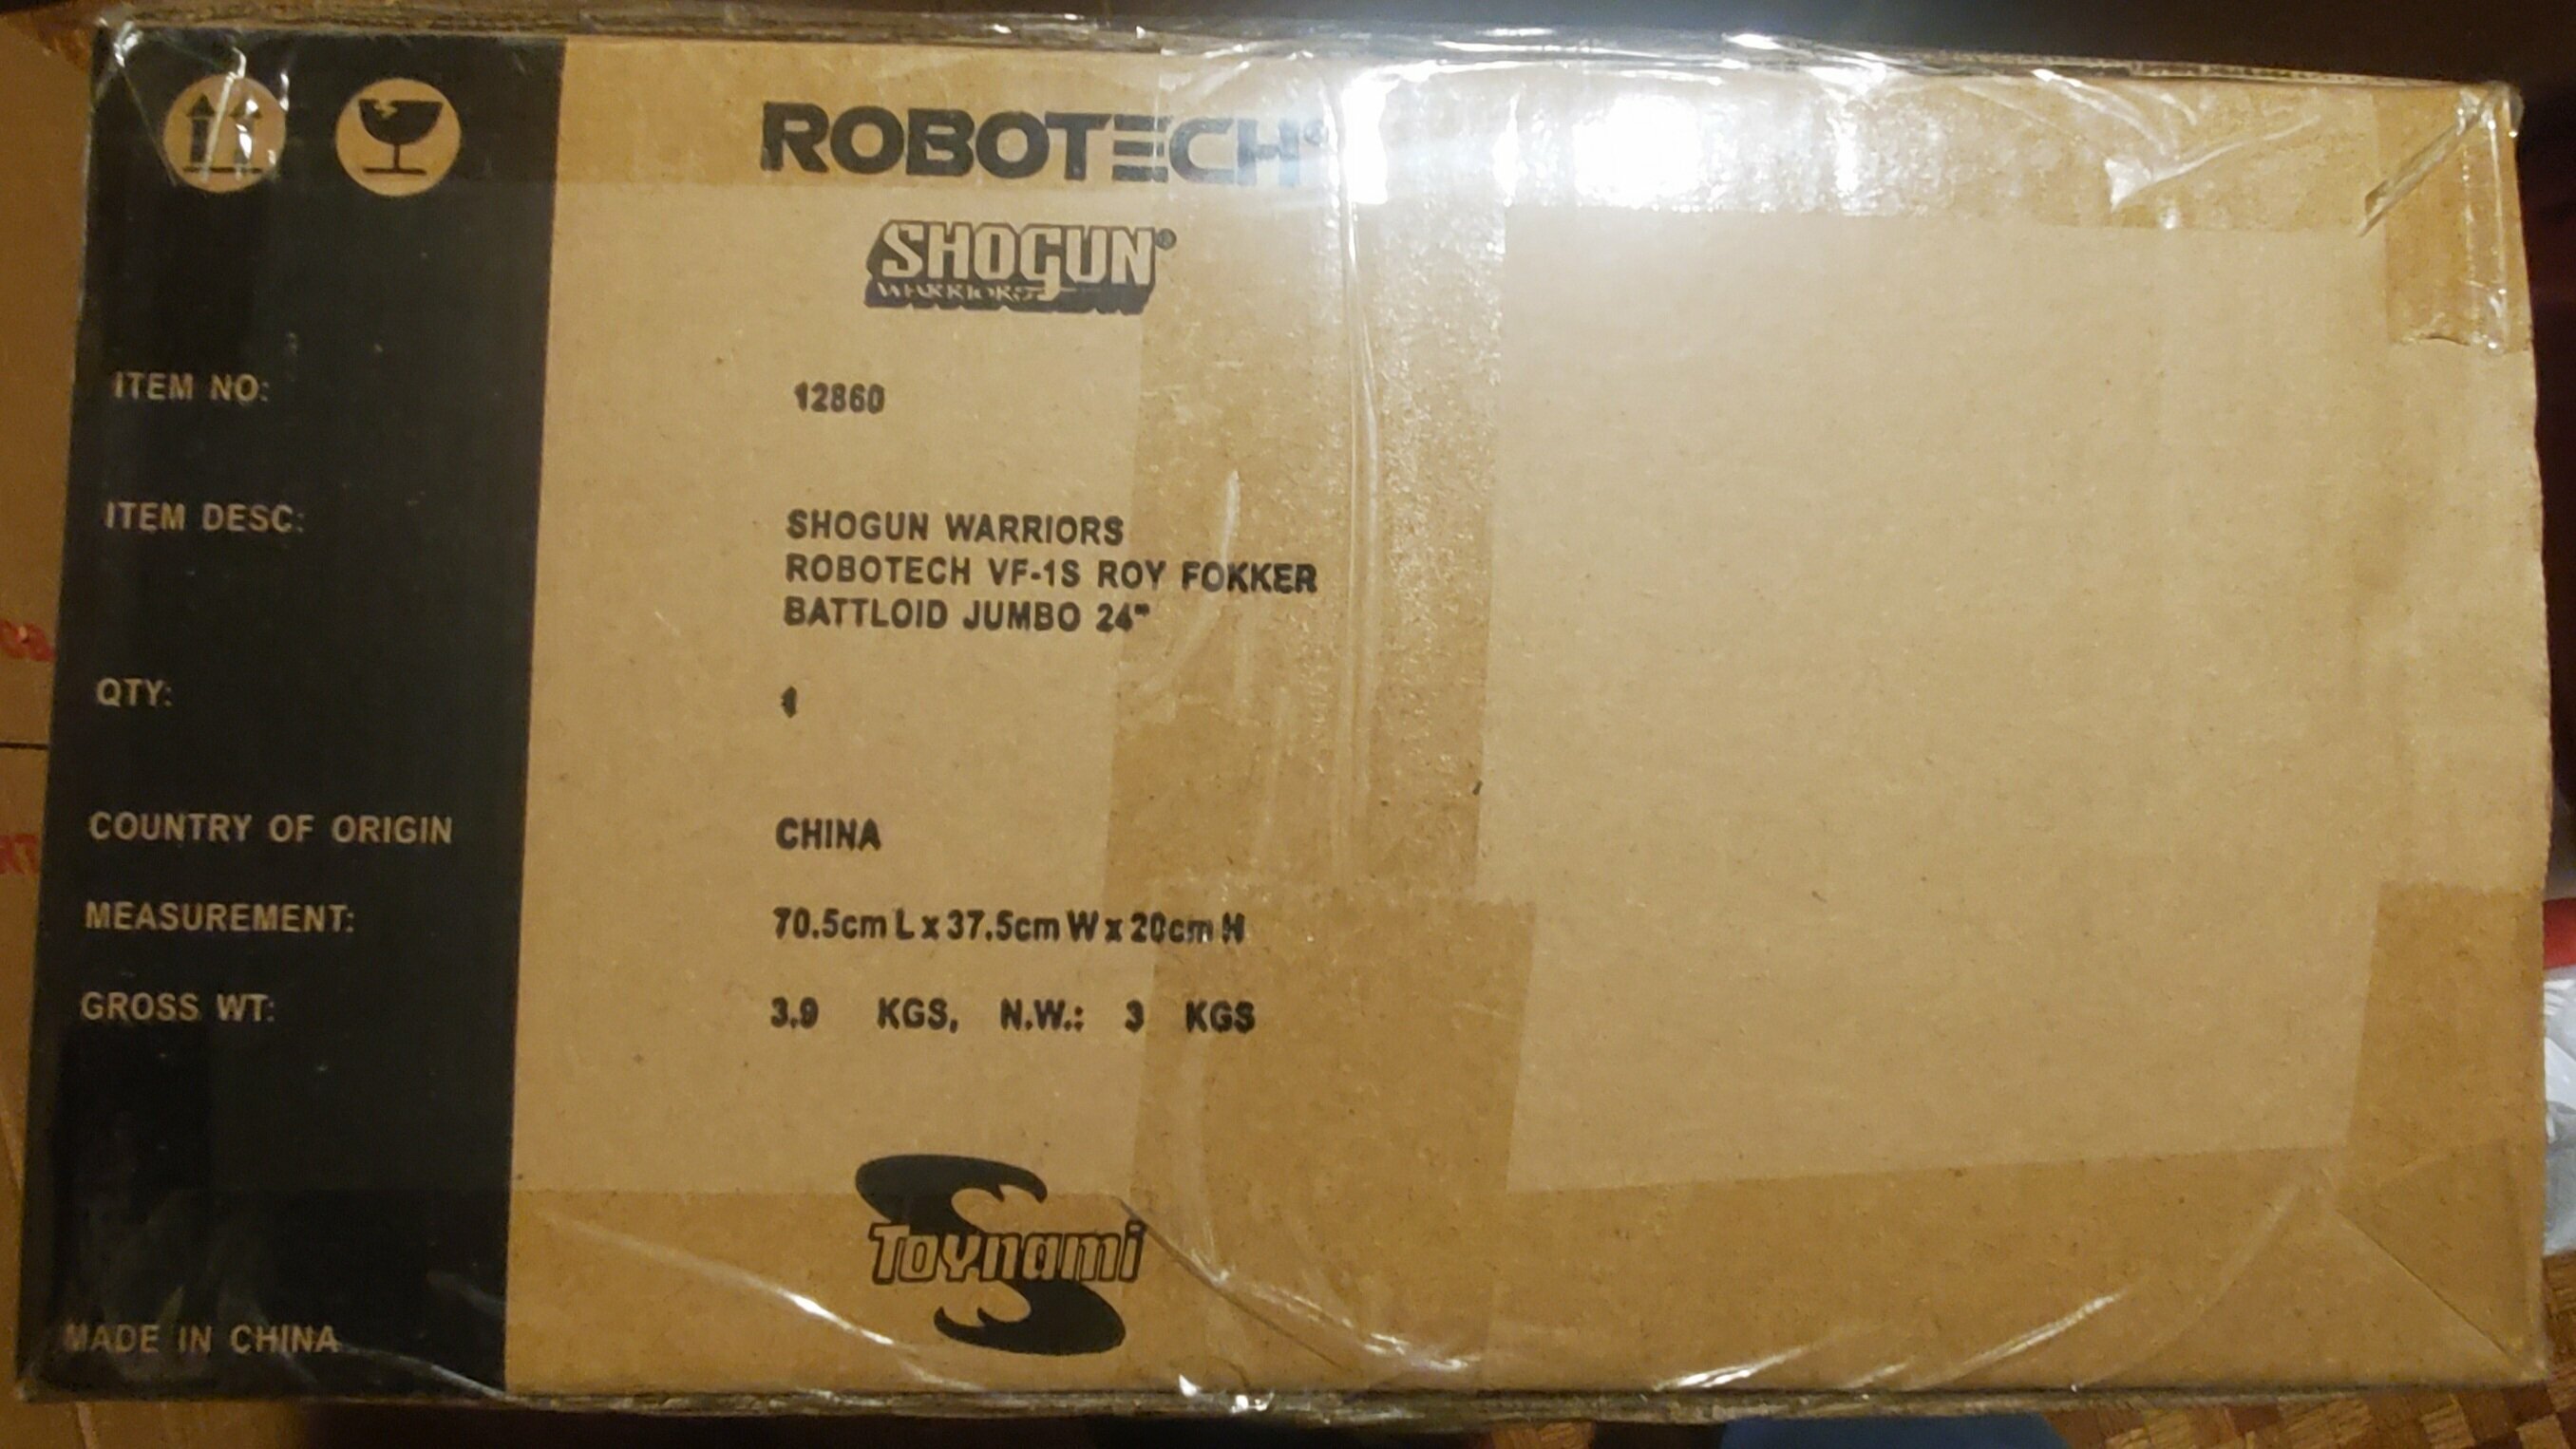 ROBOTECH®
SHOGUN®
WARRIORS
ITEM NO: 12860
ITEM DESC: SHOGUN WARRIORS
ROBOTECH VF-1S ROY FOKKER
BATTLOID JUMBO 24"
QTY: 1
COUNTRY OF ORIGIN CHINA
MEASUREMENT: 70.5cm L x 37.5cm W x 20cm H
GROSS WT: 3.9 KGS, N.W.: 3 KGS
Toynami
MADE IN CHINA